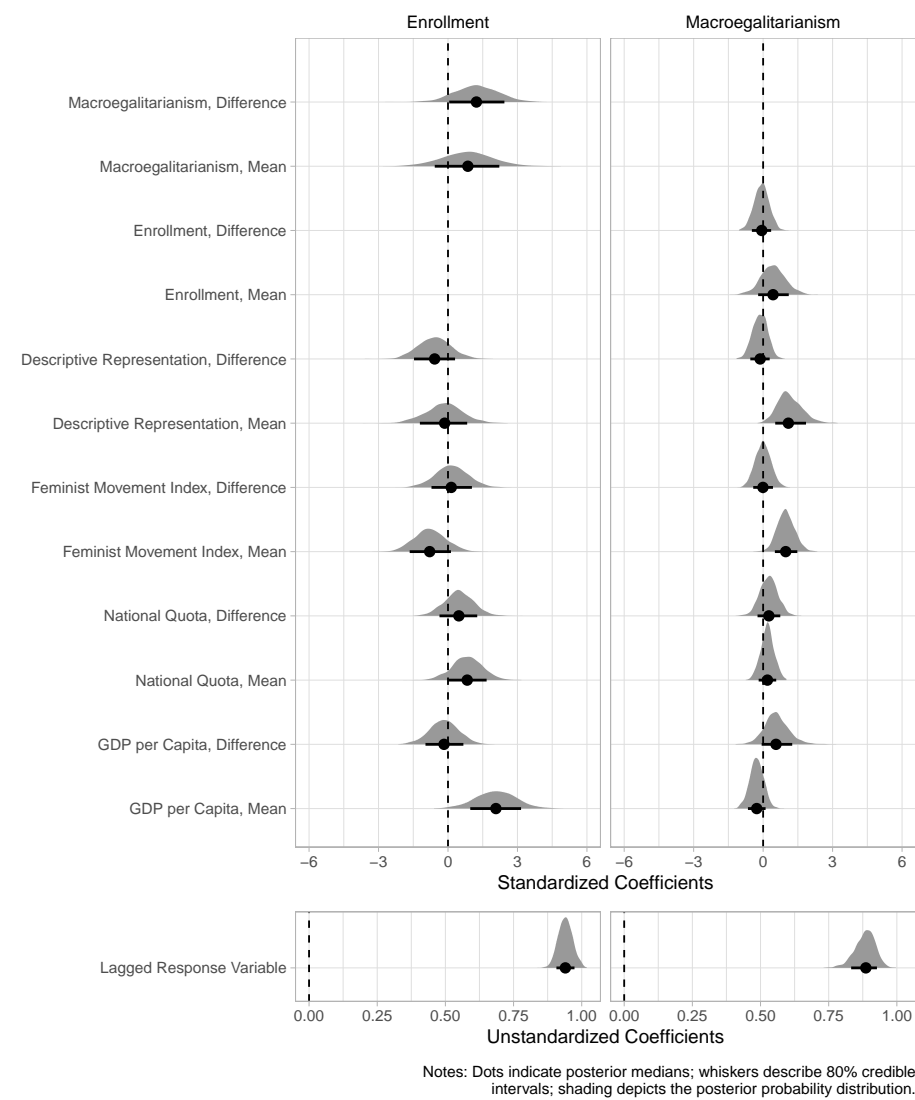 Enrollment
Macroegalitarianism
Macroegalitarianism, Difference
Macroegalitarianism, Mean
Enrollment, Difference
Enrollment, Mean
Descriptive Representation, Difference
Descriptive Representation, Mean
Feminist Movement Index, Difference
Feminist Movement Index, Mean
National Quota, Difference
National Quota, Mean
GDP per Capita, Difference
GDP per Capita, Mean
−6 −3 0 3 6 −6 −3 0 3 6
Standardized Coefficients
Lagged Response Variable
0.00 0.25 0.50 0.75 1.00 0.00 0.25 0.50 0.75 1.00
Unstandardized Coefficients
Notes: Dots indicate posterior medians; whiskers describe 80% credible
intervals; shading depicts the posterior probability distribution.